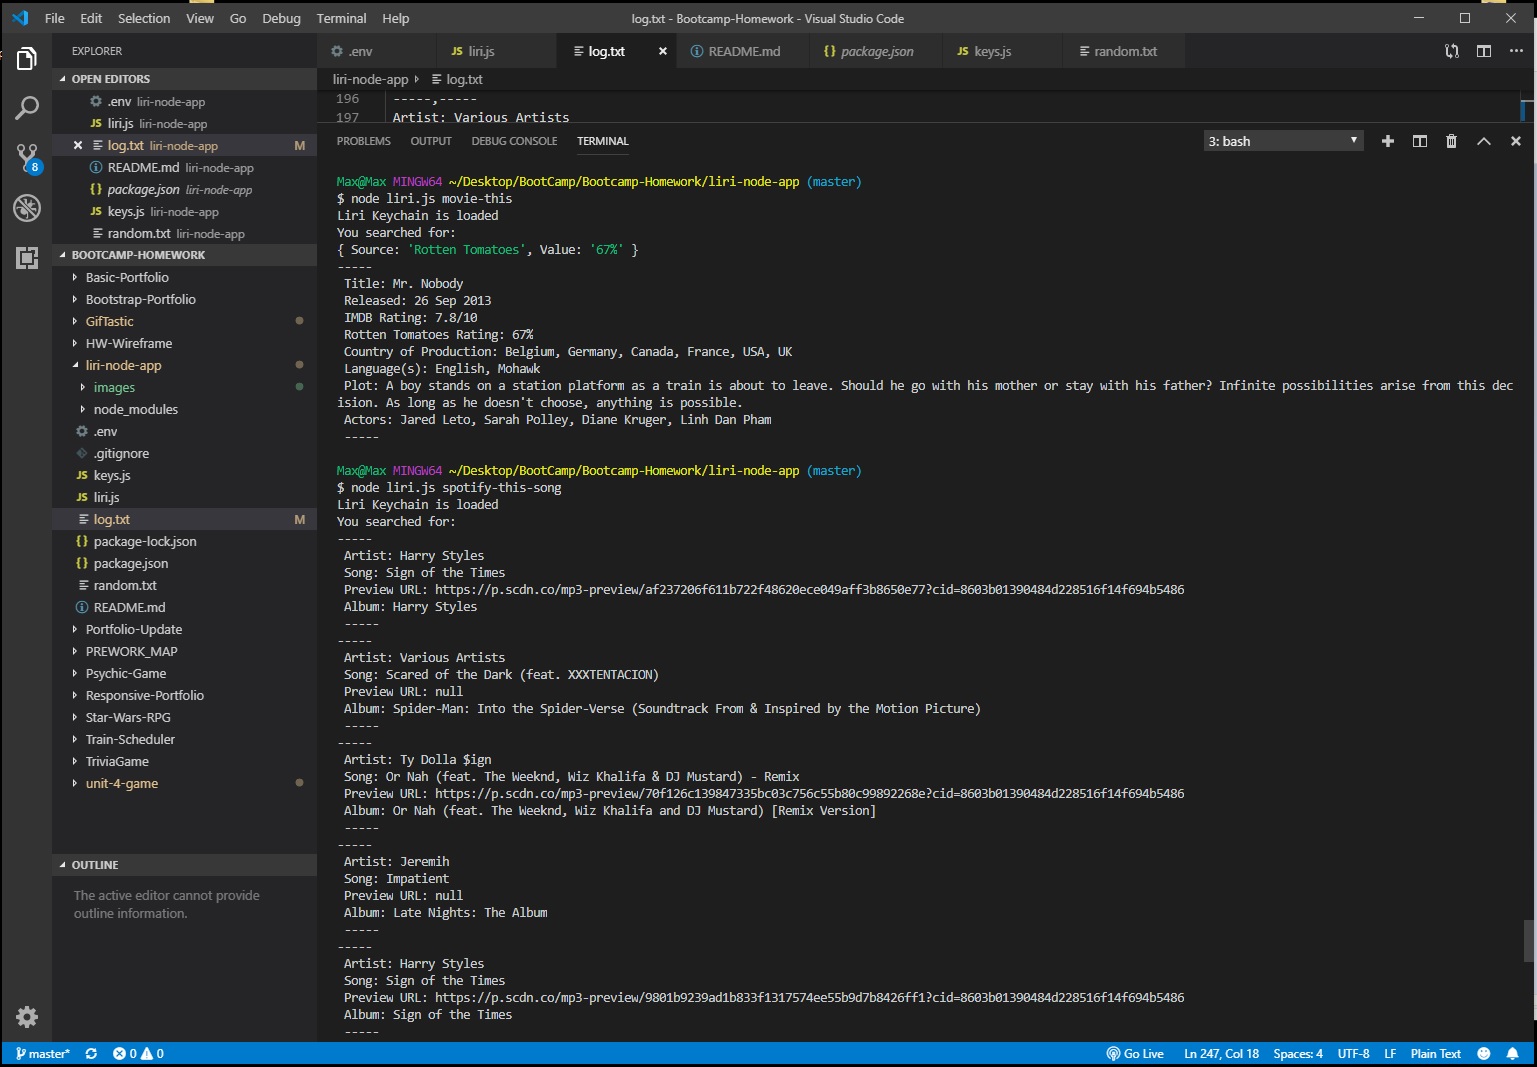 File Edit Selection View Go Debug Terminal Help
log.txt - Bootcamp-Homework - Visual Studio Code
EXPLORER
OPEN EDITORS
.env liri-node-app
JS liri.js liri-node-app
log.txt liri-node-app M
README.md liri-node-app
{} package.json liri-node-app
JS keys.js liri-node-app
random.txt liri-node-app
8
BOOTCAMP-HOMEWORK
Basic-Portfolio
Bootstrap-Portfolio
GifTastic
HW-Wireframe
liri-node-app
images
node_modules
.env
.gitignore
JS keys.js
JS liri.js
log.txt M
{} package-lock.json
{} package.json
random.txt
README.md
Portfolio-Update
PREWORK_MAP
Psychic-Game
Responsive-Portfolio
Star-Wars-RPG
Train-Scheduler
TriviaGame
unit-4-game
OUTLINE
The active editor cannot provide
outline information.
.env JS liri.js log.txt README.md {} package.json JS keys.js random.txt
liri-node-app log.txt
196 -----,-----
197 Artist: Various Artists
PROBLEMS OUTPUT DEBUG CONSOLE TERMINAL 3: bash
Max@Max MINGW64 ~/Desktop/BootCamp/Bootcamp-Homework/liri-node-app (master)
$ node liri.js movie-this
Liri Keychain is loaded
You searched for:
{ Source: 'Rotten Tomatoes', Value: '67%' }
-----
Title: Mr. Nobody
Released: 26 Sep 2013
IMDB Rating: 7.8/10
Rotten Tomatoes Rating: 67%
Country of Production: Belgium, Germany, Canada, France, USA, UK
Language(s): English, Mohawk
Plot: A boy stands on a station platform as a train is about to leave. Should he go with his mother or stay with his father? Infinite possibilities arise from this dec
ision. As long as he doesn't choose, anything is possible.
Actors: Jared Leto, Sarah Polley, Diane Kruger, Linh Dan Pham
-----
Max@Max MINGW64 ~/Desktop/BootCamp/Bootcamp-Homework/liri-node-app (master)
$ node liri.js spotify-this-song
Liri Keychain is loaded
You searched for:
-----
Artist: Harry Styles
Song: Sign of the Times
Preview URL: https://p.scdn.co/mp3-preview/af237206f611b722f48620ece049aff3b8650e77?cid=8603b01390484d228516f14f694b5486
Album: Harry Styles
-----
-----
Artist: Various Artists
Song: Scared of the Dark (feat. XXXTENTACION)
Preview URL: null
Album: Spider-Man: Into the Spider-Verse (Soundtrack From & Inspired by the Motion Picture)
-----
-----
Artist: Ty Dolla $ign
Song: Or Nah (feat. The Weeknd, Wiz Khalifa & DJ Mustard) - Remix
Preview URL: https://p.scdn.co/mp3-preview/70f126c139847335bc03c756c55b80c99892268e?cid=8603b01390484d228516f14f694b5486
Album: Or Nah (feat. The Weeknd, Wiz Khalifa and DJ Mustard) [Remix Version]
-----
-----
Artist: Jeremih
Song: Impatient
Preview URL: null
Album: Late Nights: The Album
-----
-----
Artist: Harry Styles
Song: Sign of the Times
Preview URL: https://p.scdn.co/mp3-preview/9801b9239ad1b833f1317574ee55b9d7b8426ff1?cid=8603b01390484d228516f14f694b5486
Album: Sign of the Times
-----
master* 0 0 Go Live Ln 247, Col 18 Spaces: 4 UTF-8 LF Plain Text